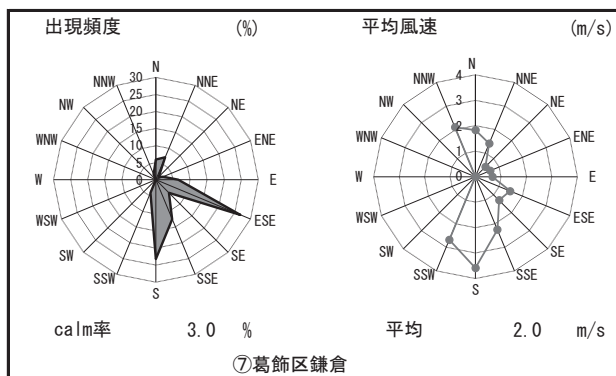 出現頻度 (%)
N
NNE
NE
ENE
E
ESE
SE
SSE
S
SSW
SW
WSW
W
WNW
NW
NNW
30
25
20
15
10
5
0
calm率 3.0 %
平均風速 (m/s)
N
NNE
NE
ENE
E
ESE
SE
SSE
S
SSW
SW
WSW
W
WNW
NW
NNW
4
3
2
1
0
平均 2.0 m/s
⑦葛飾区鎌倉